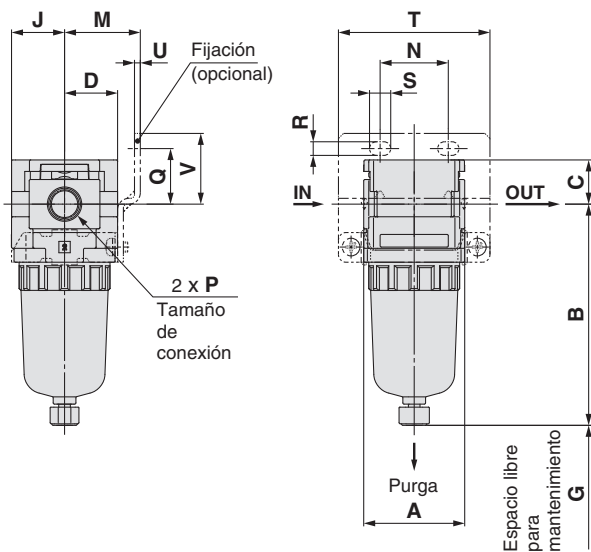 J
M
U
D
Fijación
(opcional)
V
Q
2 x P
Tamaño
de
conexión
T
N
S
R
IN
OUT
C
B
Purga
A
Espacio libre
para
mantenimiento
G